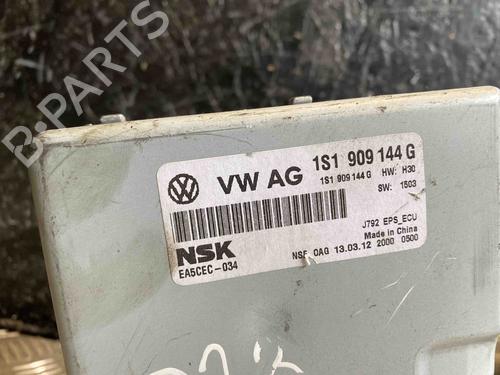 B-PARTS
VW AG
1S1 909 144 G
1S1 909 144 G HW: H30
SW: 1503
J792 EPS_ECU
Made in China
NSK
EA5CEC-034
OAG 13.03.12 2000 0500